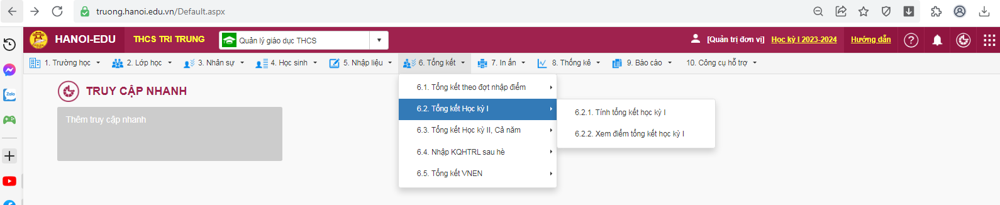 truong.hanoi.edu.vn/Default.aspx
HANOI-EDU
THCS TRI TRUNG
Quản lý giáo dục THCS
[Quản trị đơn vị]
Học kỳ I 2023-2024
Hướng dẫn
1. Trường học
2. Lớp học
3. Nhân sự
4. Học sinh
5. Nhập liệu
6. Tổng kết
7. In ấn
8. Thống kê
9. Báo cáo
10. Công cụ hỗ trợ
TRUY CẬP NHANH
Thêm truy cập nhanh
6.1. Tổng kết theo đợt nhập điểm
6.2. Tổng kết Học kỳ I
6.3. Tổng kết Học kỳ II, Cả năm
6.4. Nhập KQHTRL sau hè
6.5. Tổng kết VNEN
6.2.1. Tính tổng kết học kỳ I
6.2.2. Xem điểm tổng kết học kỳ I
Zalo